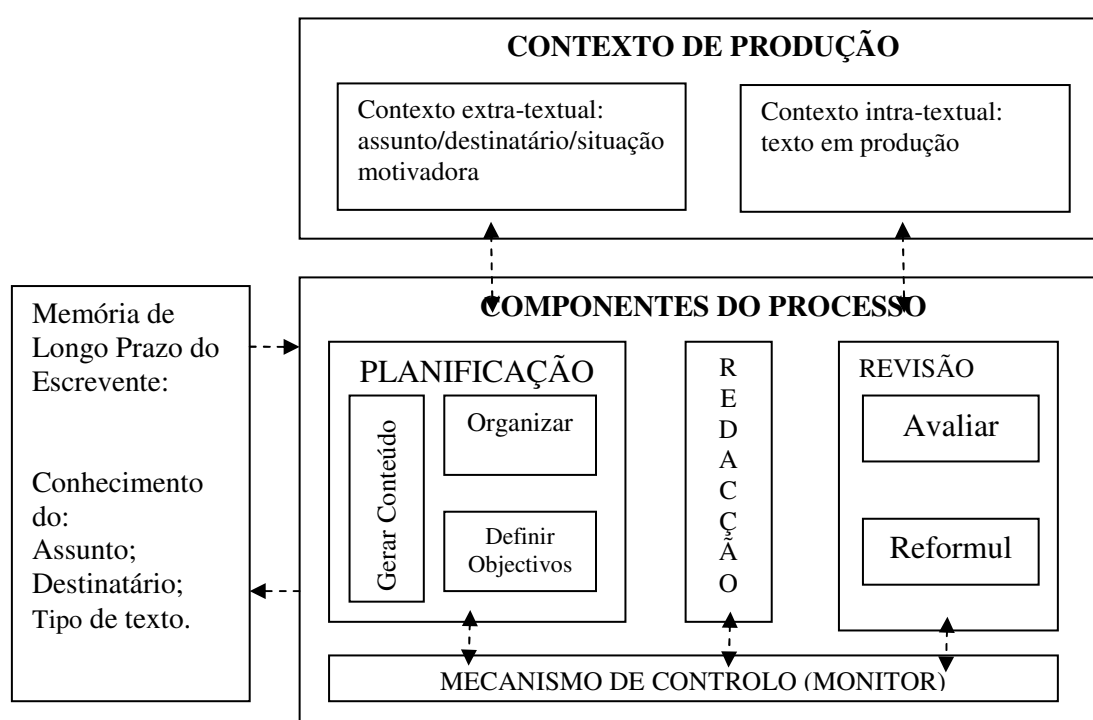 CONTEXTO DE PRODUÇÃO
Contexto extra-textual:
assunto/destinatário/situação
motivadora
Contexto intra-textual:
texto em produção
Memória de
Longo Prazo do
Escrevente:
Conhecimento
do:
Assunto;
Destinatário;
Tipo de texto.
COMPONENTES DO PROCESSO
PLANIFICAÇÃO
Gerar Conteúdo
Organizar
Definir
Objectivos
R
E
D
A
C
Ç
Ã
O
REVISÃO
Avaliar
Reformul
MECANISMO DE CONTROLO (MONITOR)